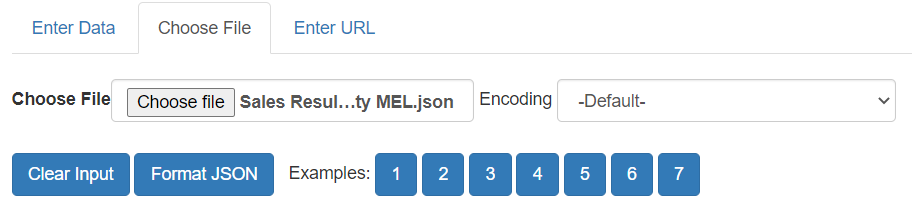 Enter Data Choose File Enter URL
Choose File Choose file Sales Resul…ty MEL.json Encoding -Default-
Clear Input Format JSON Examples: 1 2 3 4 5 6 7